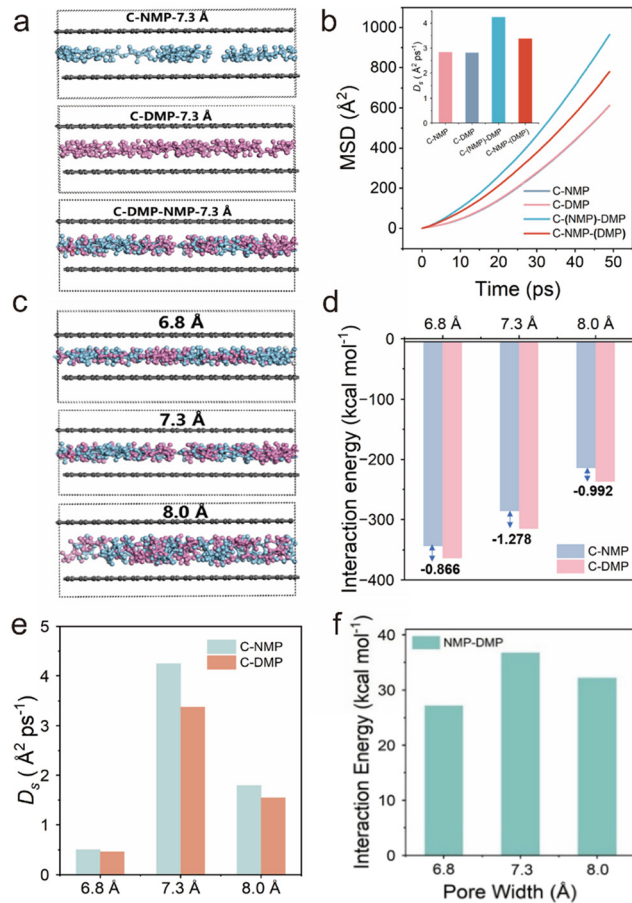 a
C-NMP-7.3 Å
C-DMP-7.3 Å
C-DMP-NMP-7.3 Å
b
MSD (Å²)
1000
800
600
400
200
0
0 10 20 30 40 50
Time (ps)
Dₛ ( Å² ps⁻¹)
5
4
3
2
1
0
C-NMP
C-DMP
C-(NMP)-DMP
C-NMP-(DMP)
C-NMP
C-DMP
C-(NMP)-DMP
C-NMP-(DMP)
c
6.8 Å
7.3 Å
8.0 Å
d
6.8 Å 7.3 Å 8.0 Å
Interaction energy (kcal mol⁻¹)
0
−100
−200
−300
−400
-0.866
-1.278
-0.992
C-NMP
C-DMP
e
Dₛ ( Å² ps⁻¹)
5
4
3
2
1
0
C-NMP
C-DMP
6.8 Å 7.3 Å 8.0 Å
f
Interaction Energy (kcal mol⁻¹)
40
30
20
10
0
NMP-DMP
6.8 7.3 8.0
Pore Width (Å)